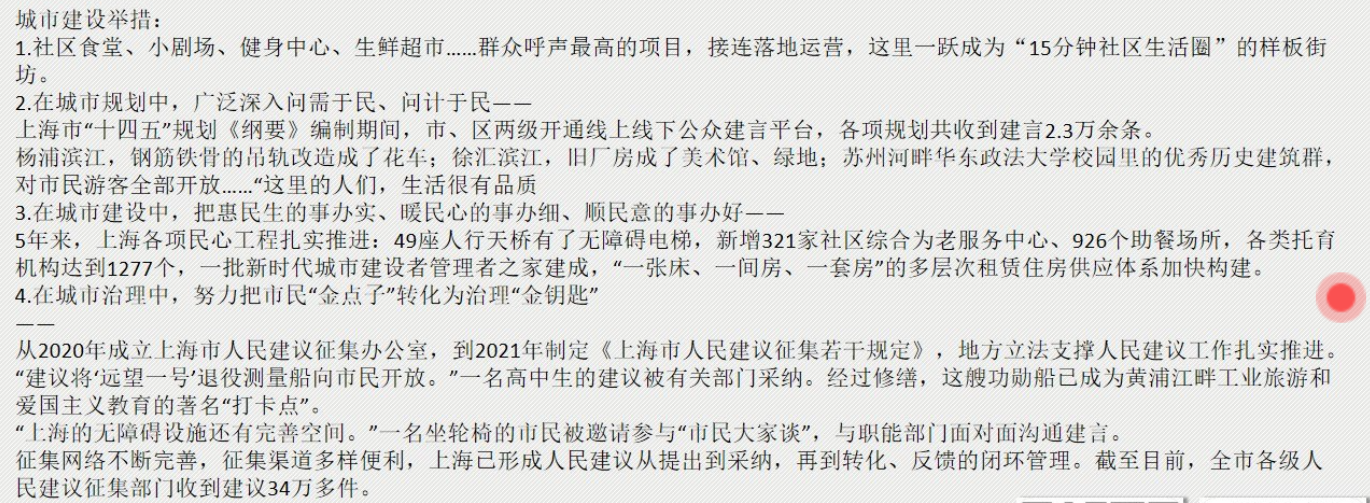 城市建设举措：
1.社区食堂、小剧场、健身中心、生鲜超市……群众呼声最高的项目，接连落地运营，这里一跃成为“15分钟社区生活圈”的样板街
坊。
2.在城市规划中，广泛深入问需于民、问计于民——
上海市“十四五”规划《纲要》编制期间，市、区两级开通线上线下公众建言平台，各项规划共收到建言2.3万余条。
杨浦滨江，钢筋铁骨的吊轨改造成了花车；徐汇滨江，旧厂房成了美术馆、绿地；苏州河畔华东政法大学校园里的优秀历史建筑群，
对市民游客全部开放……“这里的人们，生活很有品质
3.在城市建设中，把惠民生的事办实、暖民心的事办细、顺民意的事办好——
5年来，上海各项民心工程扎实推进：49座人行天桥有了无障碍电梯，新增321家社区综合为老服务中心、926个助餐场所，各类托育
机构达到1277个，一批新时代城市建设者管理者之家建成，“一张床、一间房、一套房”的多层次租赁住房供应体系加快构建。
4.在城市治理中，努力把市民“金点子”转化为治理“金钥匙”
——
从2020年成立上海市人民建议征集办公室，到2021年制定《上海市人民建议征集若干规定》，地方立法支撑人民建议工作扎实推进。
“建议将‘远望一号’退役测量船向市民开放。”一名高中生的建议被有关部门采纳。经过修缮，这艘功勋船已成为黄浦江畔工业旅游和
爱国主义教育的著名“打卡点”。
“上海的无障碍设施还有完善空间。”一名坐轮椅的市民被邀请参与“市民大家谈”，与职能部门面对面沟通建言。
征集网络不断完善，征集渠道多样便利，上海已形成人民建议从提出到采纳，再到转化、反馈的闭环管理。截至目前，全市各级人
民建议征集部门收到建议34万多件。